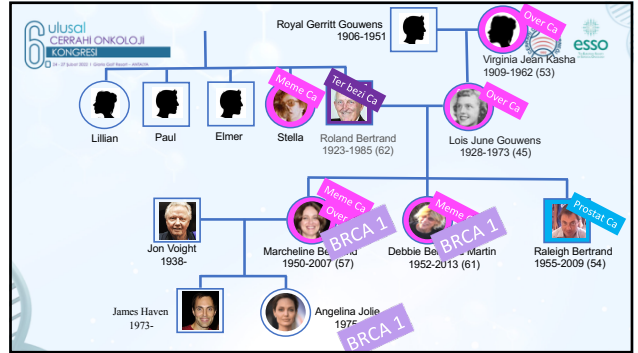 6.
ulusal
CERRAHİ ONKOLOJİ
KONGRESİ
esso
Royal Gerritt Gouwens
1906-1951
Over Ca
Virginia Jean Kasha
1909-1962 (53)
Meme Ca
Ter bezi Ca
Over Ca
Lillian
Paul
Elmer
Stella
Roland Bertrand
1923-1985 (62)
Lois June Gouwens
1928-1973 (45)
Meme Ca
Over
BRCA 1
Meme Ca
BRCA 1
Prostat Ca
Jon Voight
1938-
Marcheline
1950-2007 (57)
Debbie Martin
1952-2013 (61)
Raleigh Bertrand
1955-2009 (54)
James Haven
1973-
Angelina Jolie
1975
BRCA 1